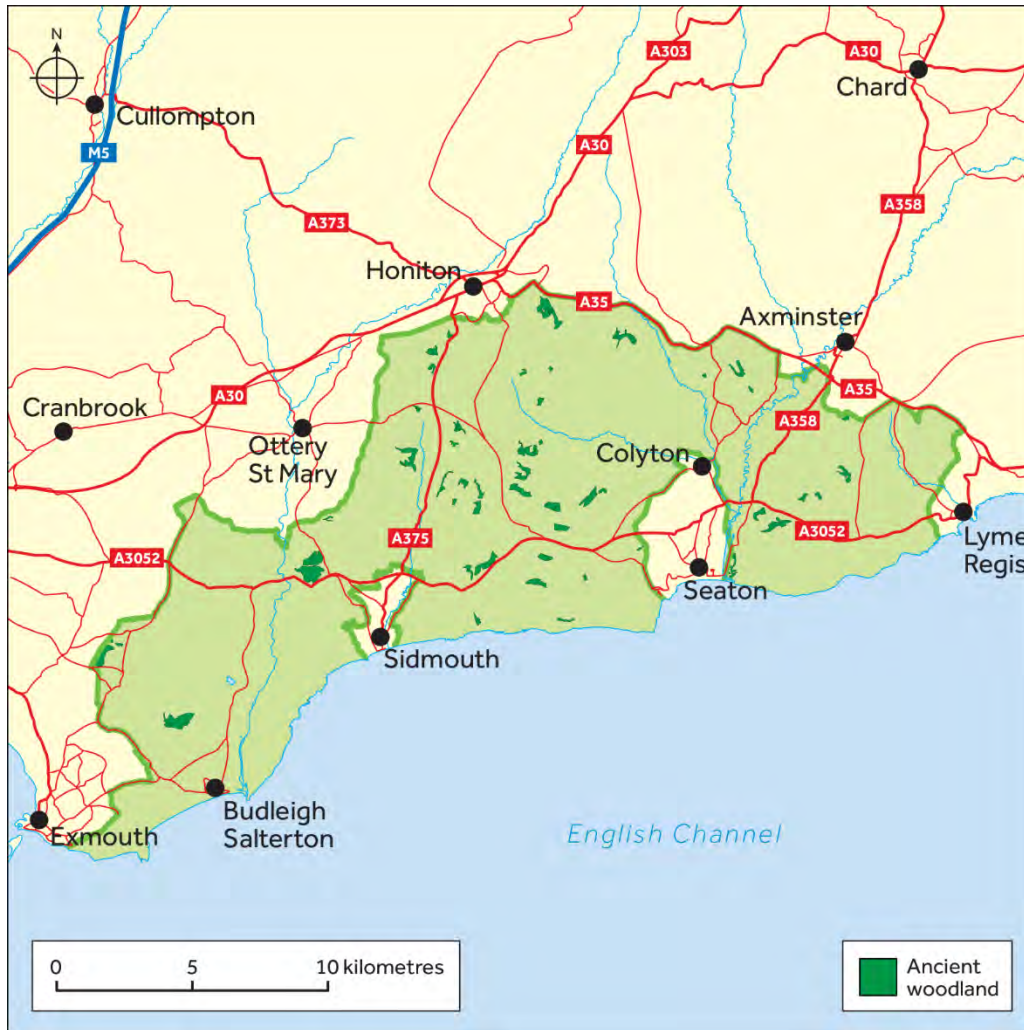 N
A303
A30
Chard
Cullompton
M5
A30
A358
A373
Honiton
A35
Axminster
A30
A35
Cranbrook
A358
Ottery
St Mary
Colyton
A375
A3052
A3052
Lyme
Regis
Seaton
Sidmouth
Budleigh
Salterton
Exmouth
English Channel
0 5 10 kilometres
Ancient
woodland